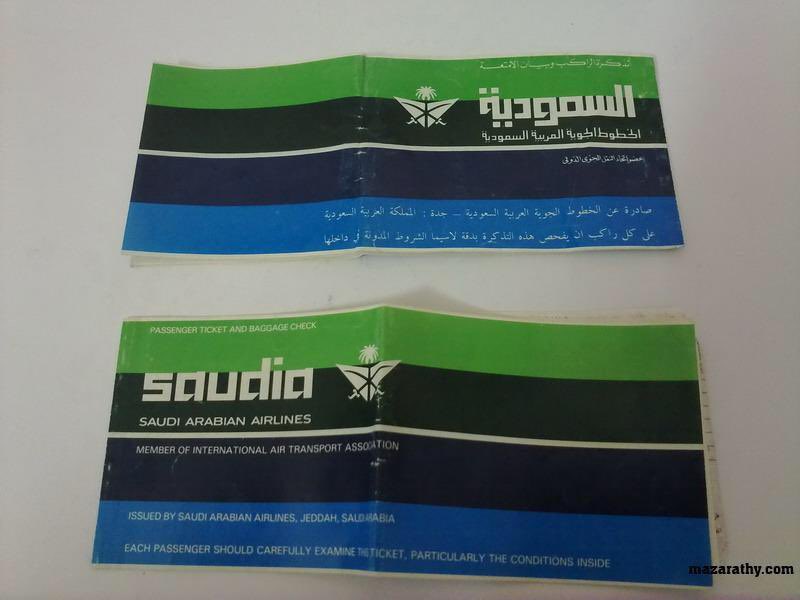 تذكرة الراكب وبيان الامتعة
السعودية
الخطوط الجوية العربية السعودية
عضو اتحاد النقل الجوي الدولي
صادرة عن الخطوط الجوية العربية السعودية – جدة : المملكة العربية السعودية
على كل راكب ان يفحص هذه التذكرة بدقة لاسيما الشروط المدونة في داخلها
PASSENGER TICKET AND BAGGAGE CHECK
saudia
SAUDI ARABIAN AIRLINES
MEMBER OF INTERNATIONAL AIR TRANSPORT ASSOCIATION
ISSUED BY SAUDI ARABIAN AIRLINES, JEDDAH, SAUDI ARABIA
EACH PASSENGER SHOULD CAREFULLY EXAMINE THE TICKET, PARTICULARLY THE CONDITIONS INSIDE
mazarathy.com